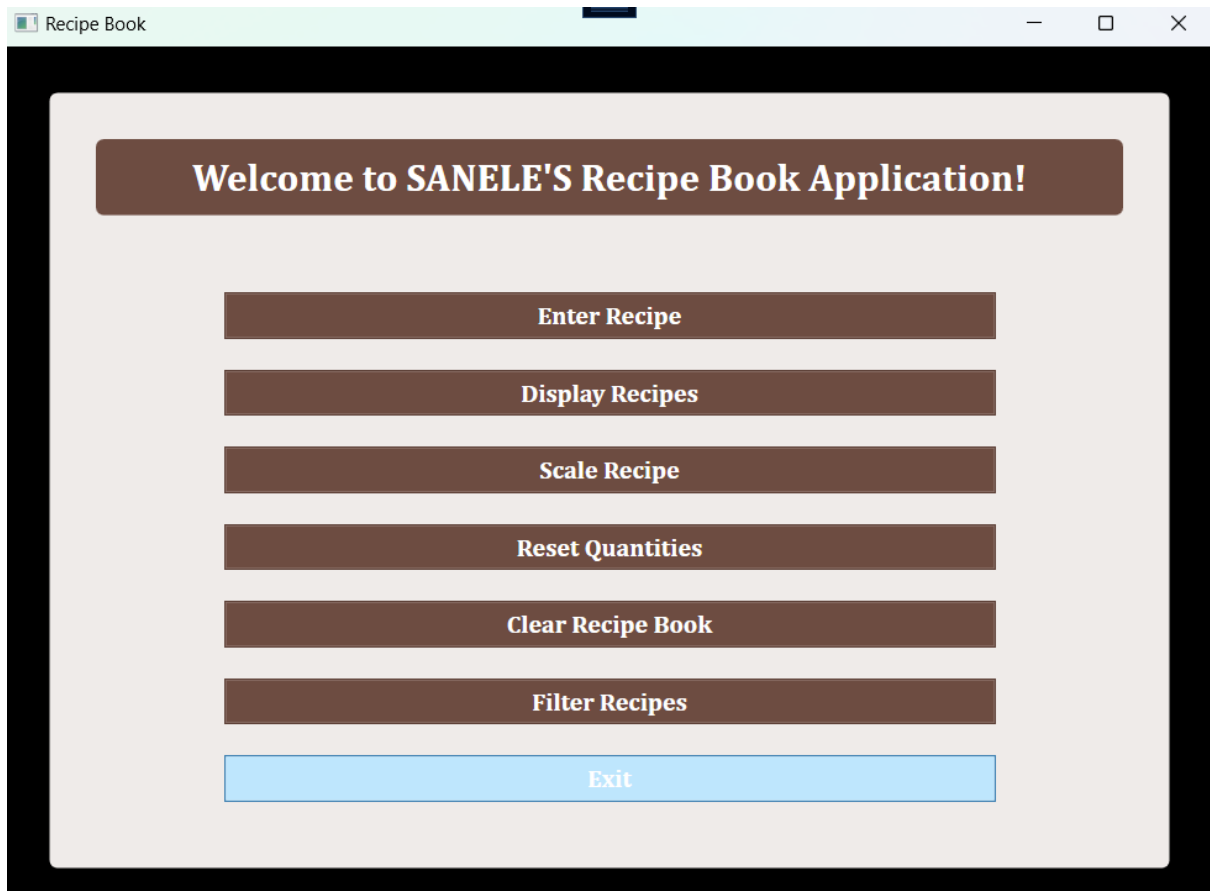 Recipe Book
Welcome to SANELE'S Recipe Book Application!
Enter Recipe
Display Recipes
Scale Recipe
Reset Quantities
Clear Recipe Book
Filter Recipes
Exit